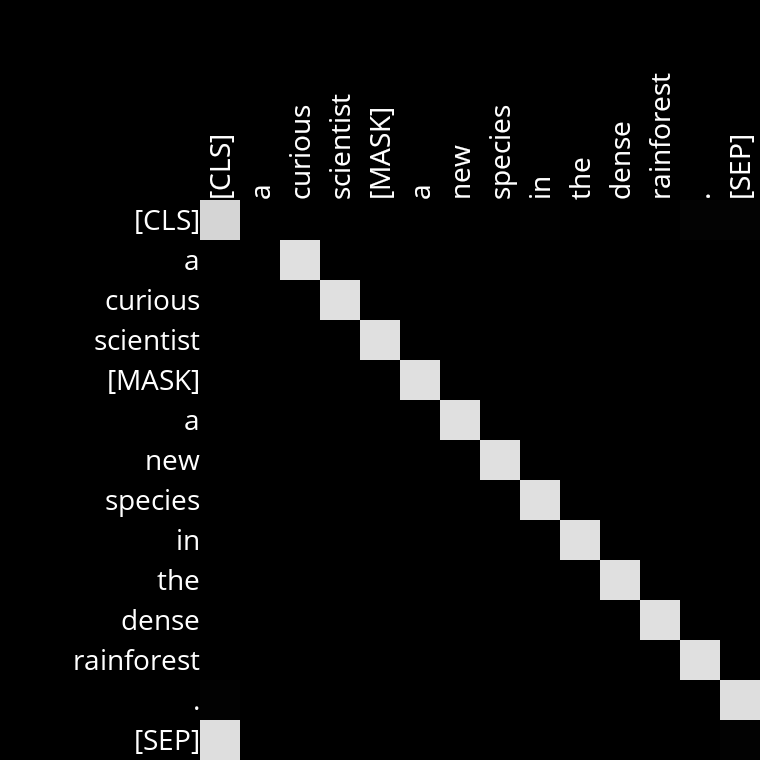 [CLS]
a
curious
scientist
[MASK]
a
new
species
in
the
dense
rainforest
.
[SEP]
[CLS]
a
curious
scientist
[MASK]
a
new
species
in
the
dense
rainforest
.
[SEP]